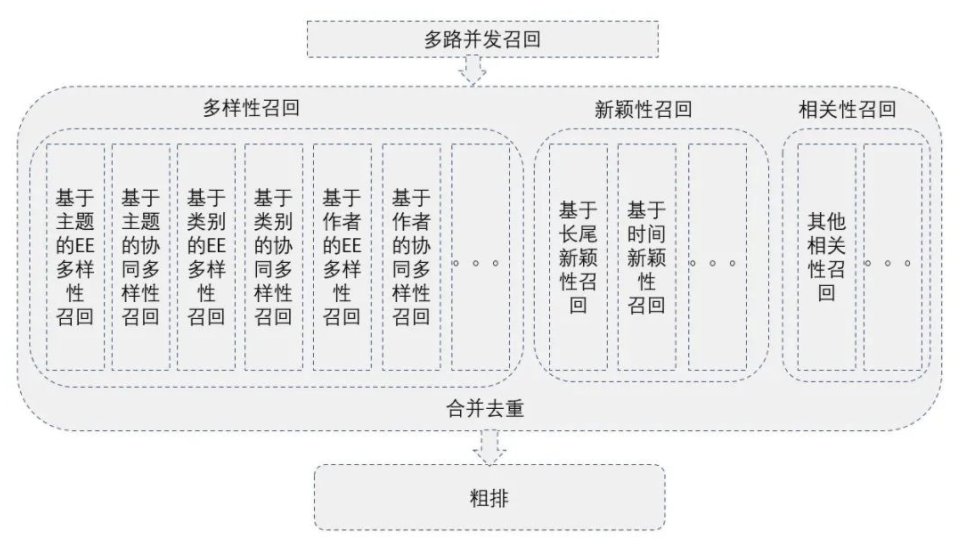 多路并发召回
多样性召回
新颖性召回
相关性召回
基于
主题
的EE
多样
性
召回
基于
主题
的协
同多
样性
召回
基于
类别
的EE
多样
性
召回
基于
类别
的协
同多
样性
召回
基于
作者
的EE
多样
性
召回
基于
作者
的协
同多
样性
召回
。。。
基于
长尾
新颖
性召
回
基于
时间
新颖
性
召回
。。。
其他
相关
性召
回
。。。
合并去重
粗排